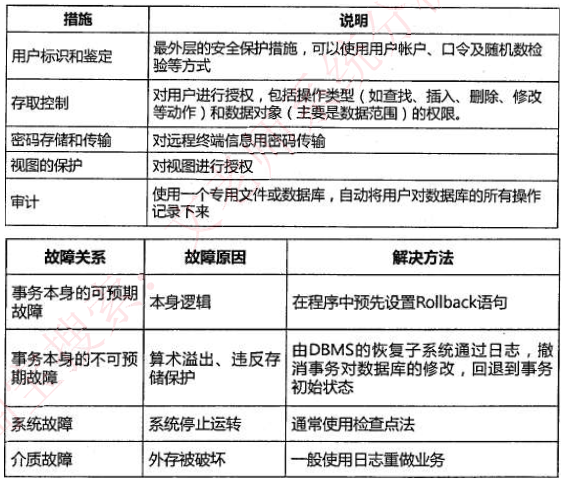 措施 说明
用户标识和鉴定 最外层的安全保护措施，可以使用用户帐户、口令及随机数检
验等方式
存取控制 对用户进行授权，包括操作类型（如查找、插入、删除、修改
等动作）和数据对象（主要是数据范围）的权限。
密码存储和传输 对远程终端信息用密码传输
视图的保护 对视图进行授权
审计 使用一个专用文件或数据库，自动将用户对数据库的所有操作
记录下来
故障关系 故障原因 解决方法
事务本身的可预期
故障 本身逻辑 在程序中预先设置Rollback语句
事务本身的不可预
期故障 算术溢出、违反存
储保护 由DBMS的恢复子系统通过日志，撤
消事务对数据库的修改，回退到事务
初始状态
系统故障 系统停止运转 通常使用检查点法
介质故障 外存被破坏 一般使用日志重做业务